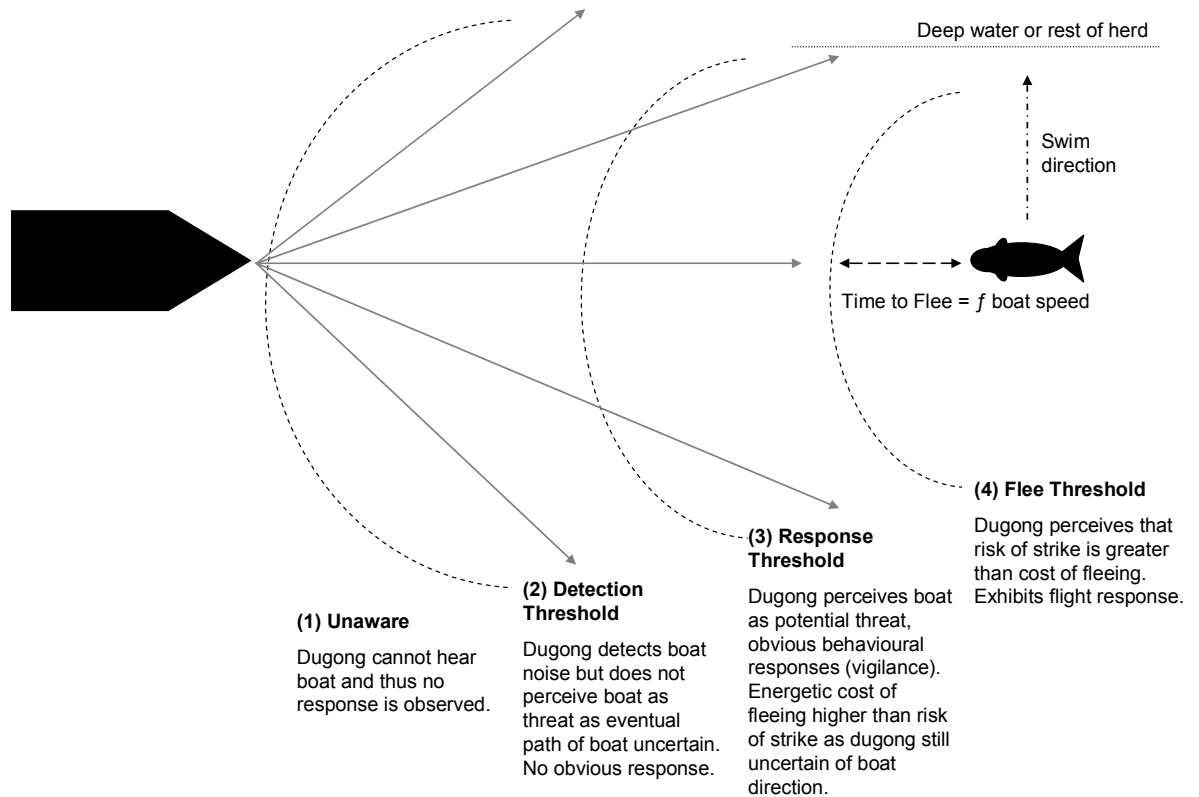 Deep water or rest of herd
Swim
direction
Time to Flee = ƒ boat speed
(1) Unaware
Dugong cannot hear
boat and thus no
response is observed.
(2) Detection
Threshold
Dugong detects boat
noise but does not
perceive boat as
threat as eventual
path of boat uncertain.
No obvious response.
(3) Response
Threshold
Dugong perceives boat
as potential threat,
obvious behavioural
responses (vigilance).
Energetic cost of
fleeing higher than risk
of strike as dugong still
uncertain of boat
direction.
(4) Flee Threshold
Dugong perceives that
risk of strike is greater
than cost of fleeing.
Exhibits flight response.